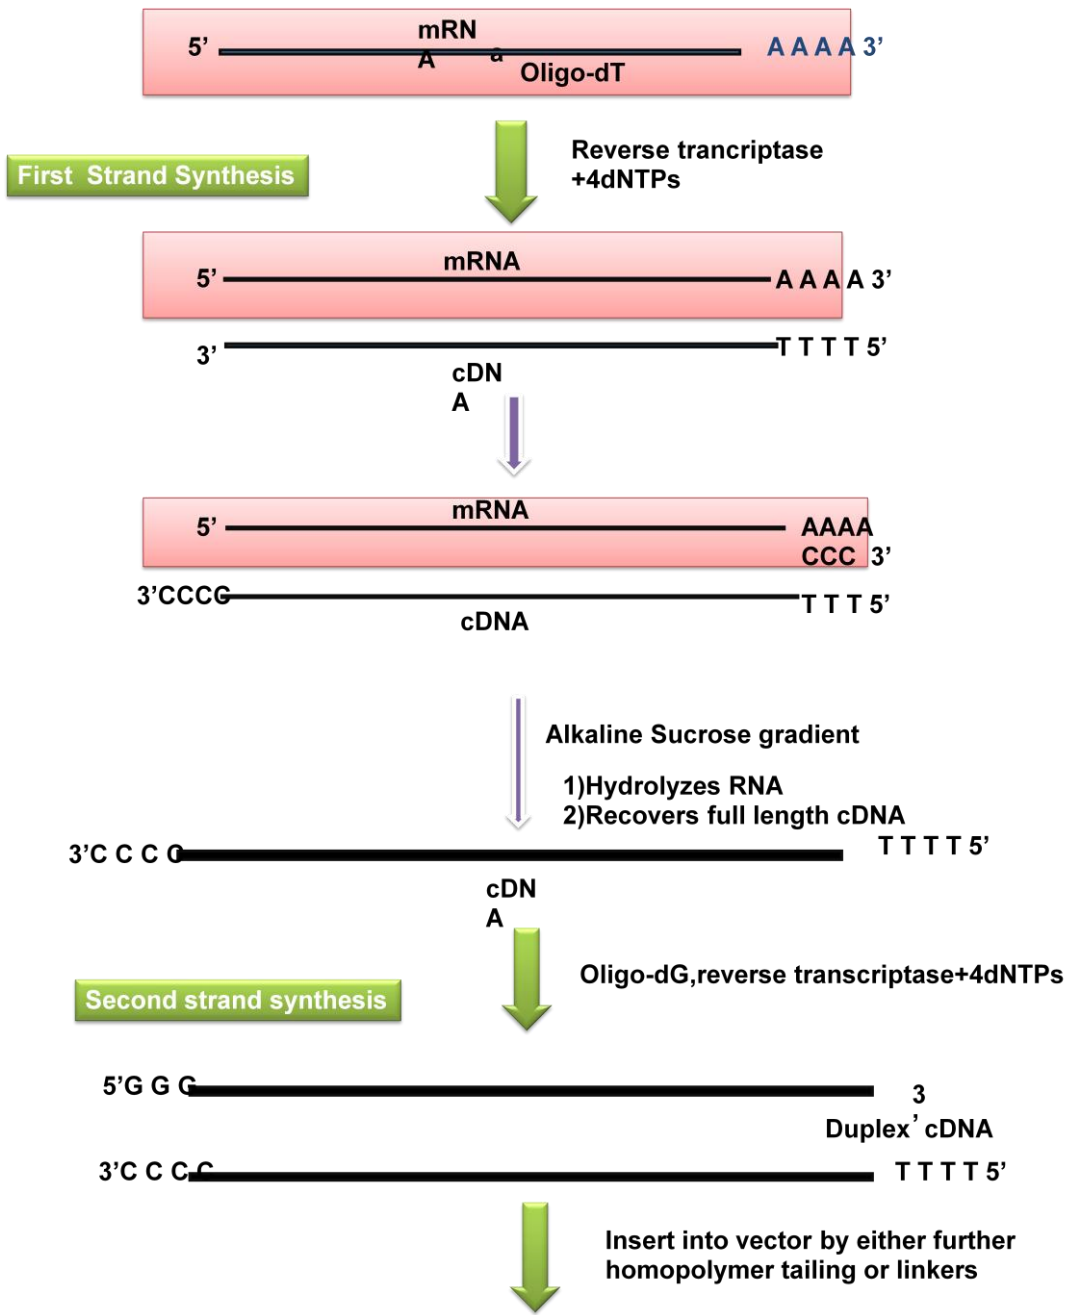 mRN
5’ A a A A A A 3’
Oligo-dT
First Strand Synthesis
Reverse trancriptase
+4dNTPs
mRNA
5’ A A A A 3’
3’ T T T T 5’
cDN
A
mRNA
5’ AAAA
CCC 3’
3’CCCC T T T 5’
cDNA
Alkaline Sucrose gradient
1)Hydrolyzes RNA
2)Recovers full length cDNA
3’C C C C T T T T 5’
cDN
A
Oligo-dG,reverse transcriptase+4dNTPs
Second strand synthesis
5’G G G 3
’
Duplex cDNA
3’C C C C T T T T 5’
Insert into vector by either further
homopolymer tailing or linkers